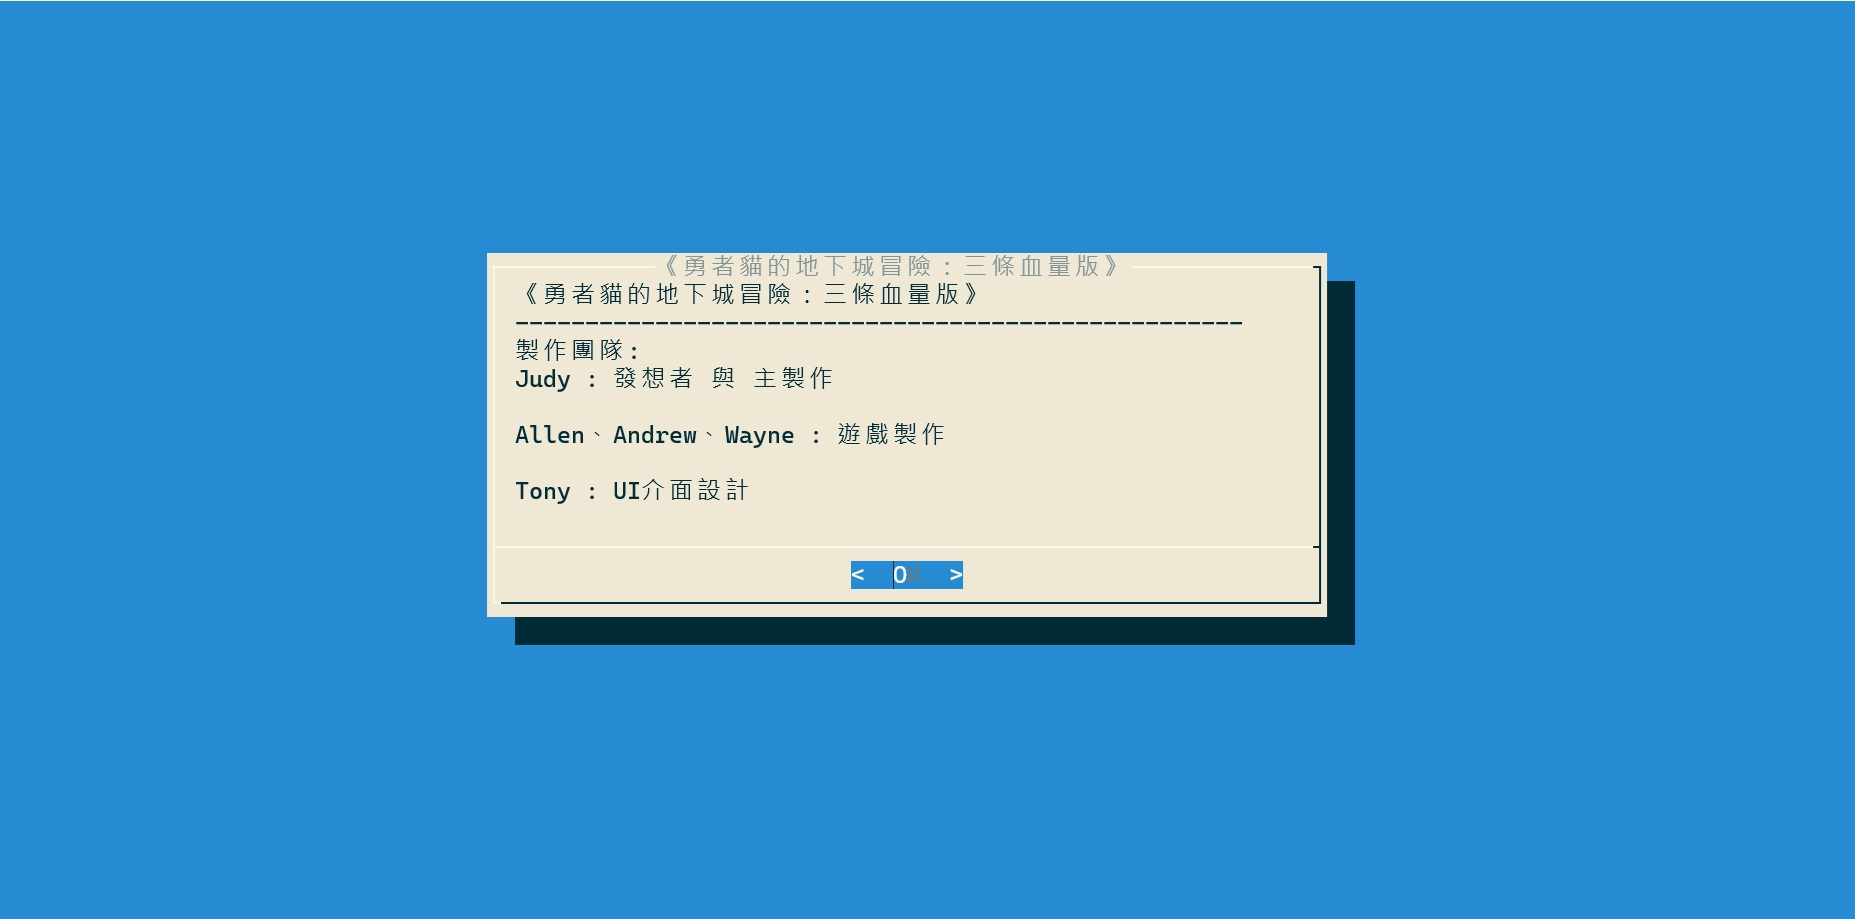 《勇者貓的地下城冒險：三條血量版》
《勇者貓的地下城冒險：三條血量版》
----------------------------------------------------
製作團隊:
Judy : 發想者 與 主製作
Allen、Andrew、Wayne : 遊戲製作
Tony : UI介面設計
<  OK  >